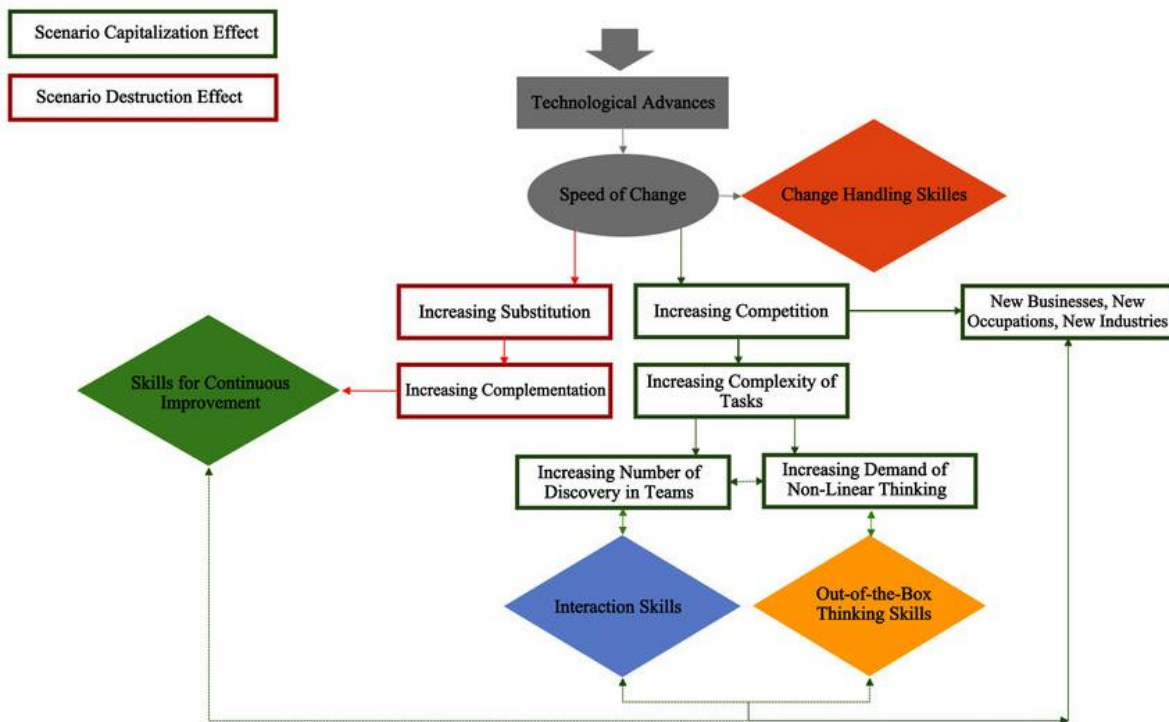 Scenario Capitalization Effect
Scenario Destruction Effect
Technological Advances
Speed of Change
Change Handling Skilles
Increasing Substitution
Increasing Competition
New Businesses, New
Occupations, New Industries
Skills for Continuous
Improvement
Increasing Complementation
Increasing Complexity of
Tasks
Increasing Number of
Discovery in Teams
Increasing Demand of
Non-Linear Thinking
Interaction Skills
Out-of-the-Box
Thinking Skills